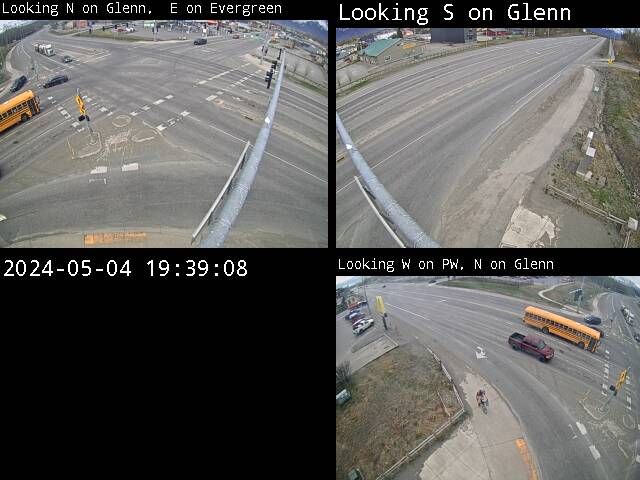 Looking N on Glenn, E on Evergreen
Looking S on Glenn
2024-05-04 19:39:08
Looking W on PW, N on Glenn